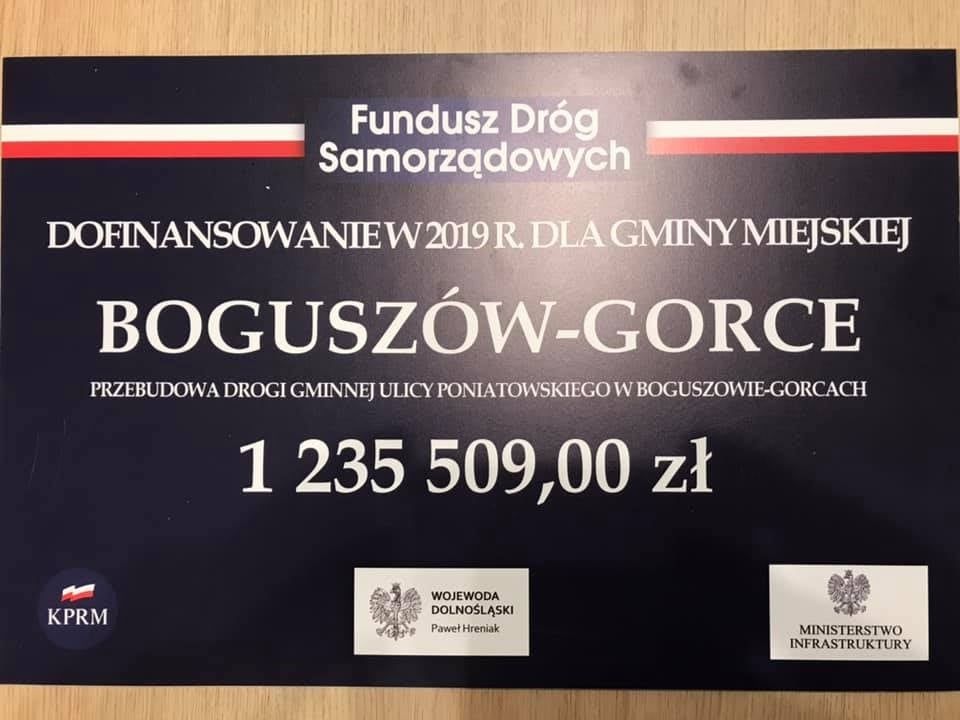 Fundusz Dróg
Samorządowych
DOFINANSOWANIE W 2019 R. DLA GMINY MIEJSKIEJ
BOGUSZÓW-GORCE
PRZEBUDOWA DROGI GMINNEJ ULICY PONIATOWSKIEGO W BOGUSZOWIE-GORCACH
1 235 509,00 zł
KPRM
WOJEWODA
DOLNOŚLĄSKI
Paweł Hreniak
MINISTERSTWO
INFRASTRUKTURY